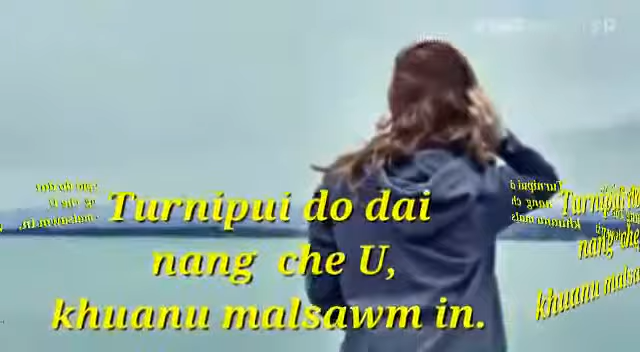 Turnipui do dai
nang che U,
khuanu malsawm in.